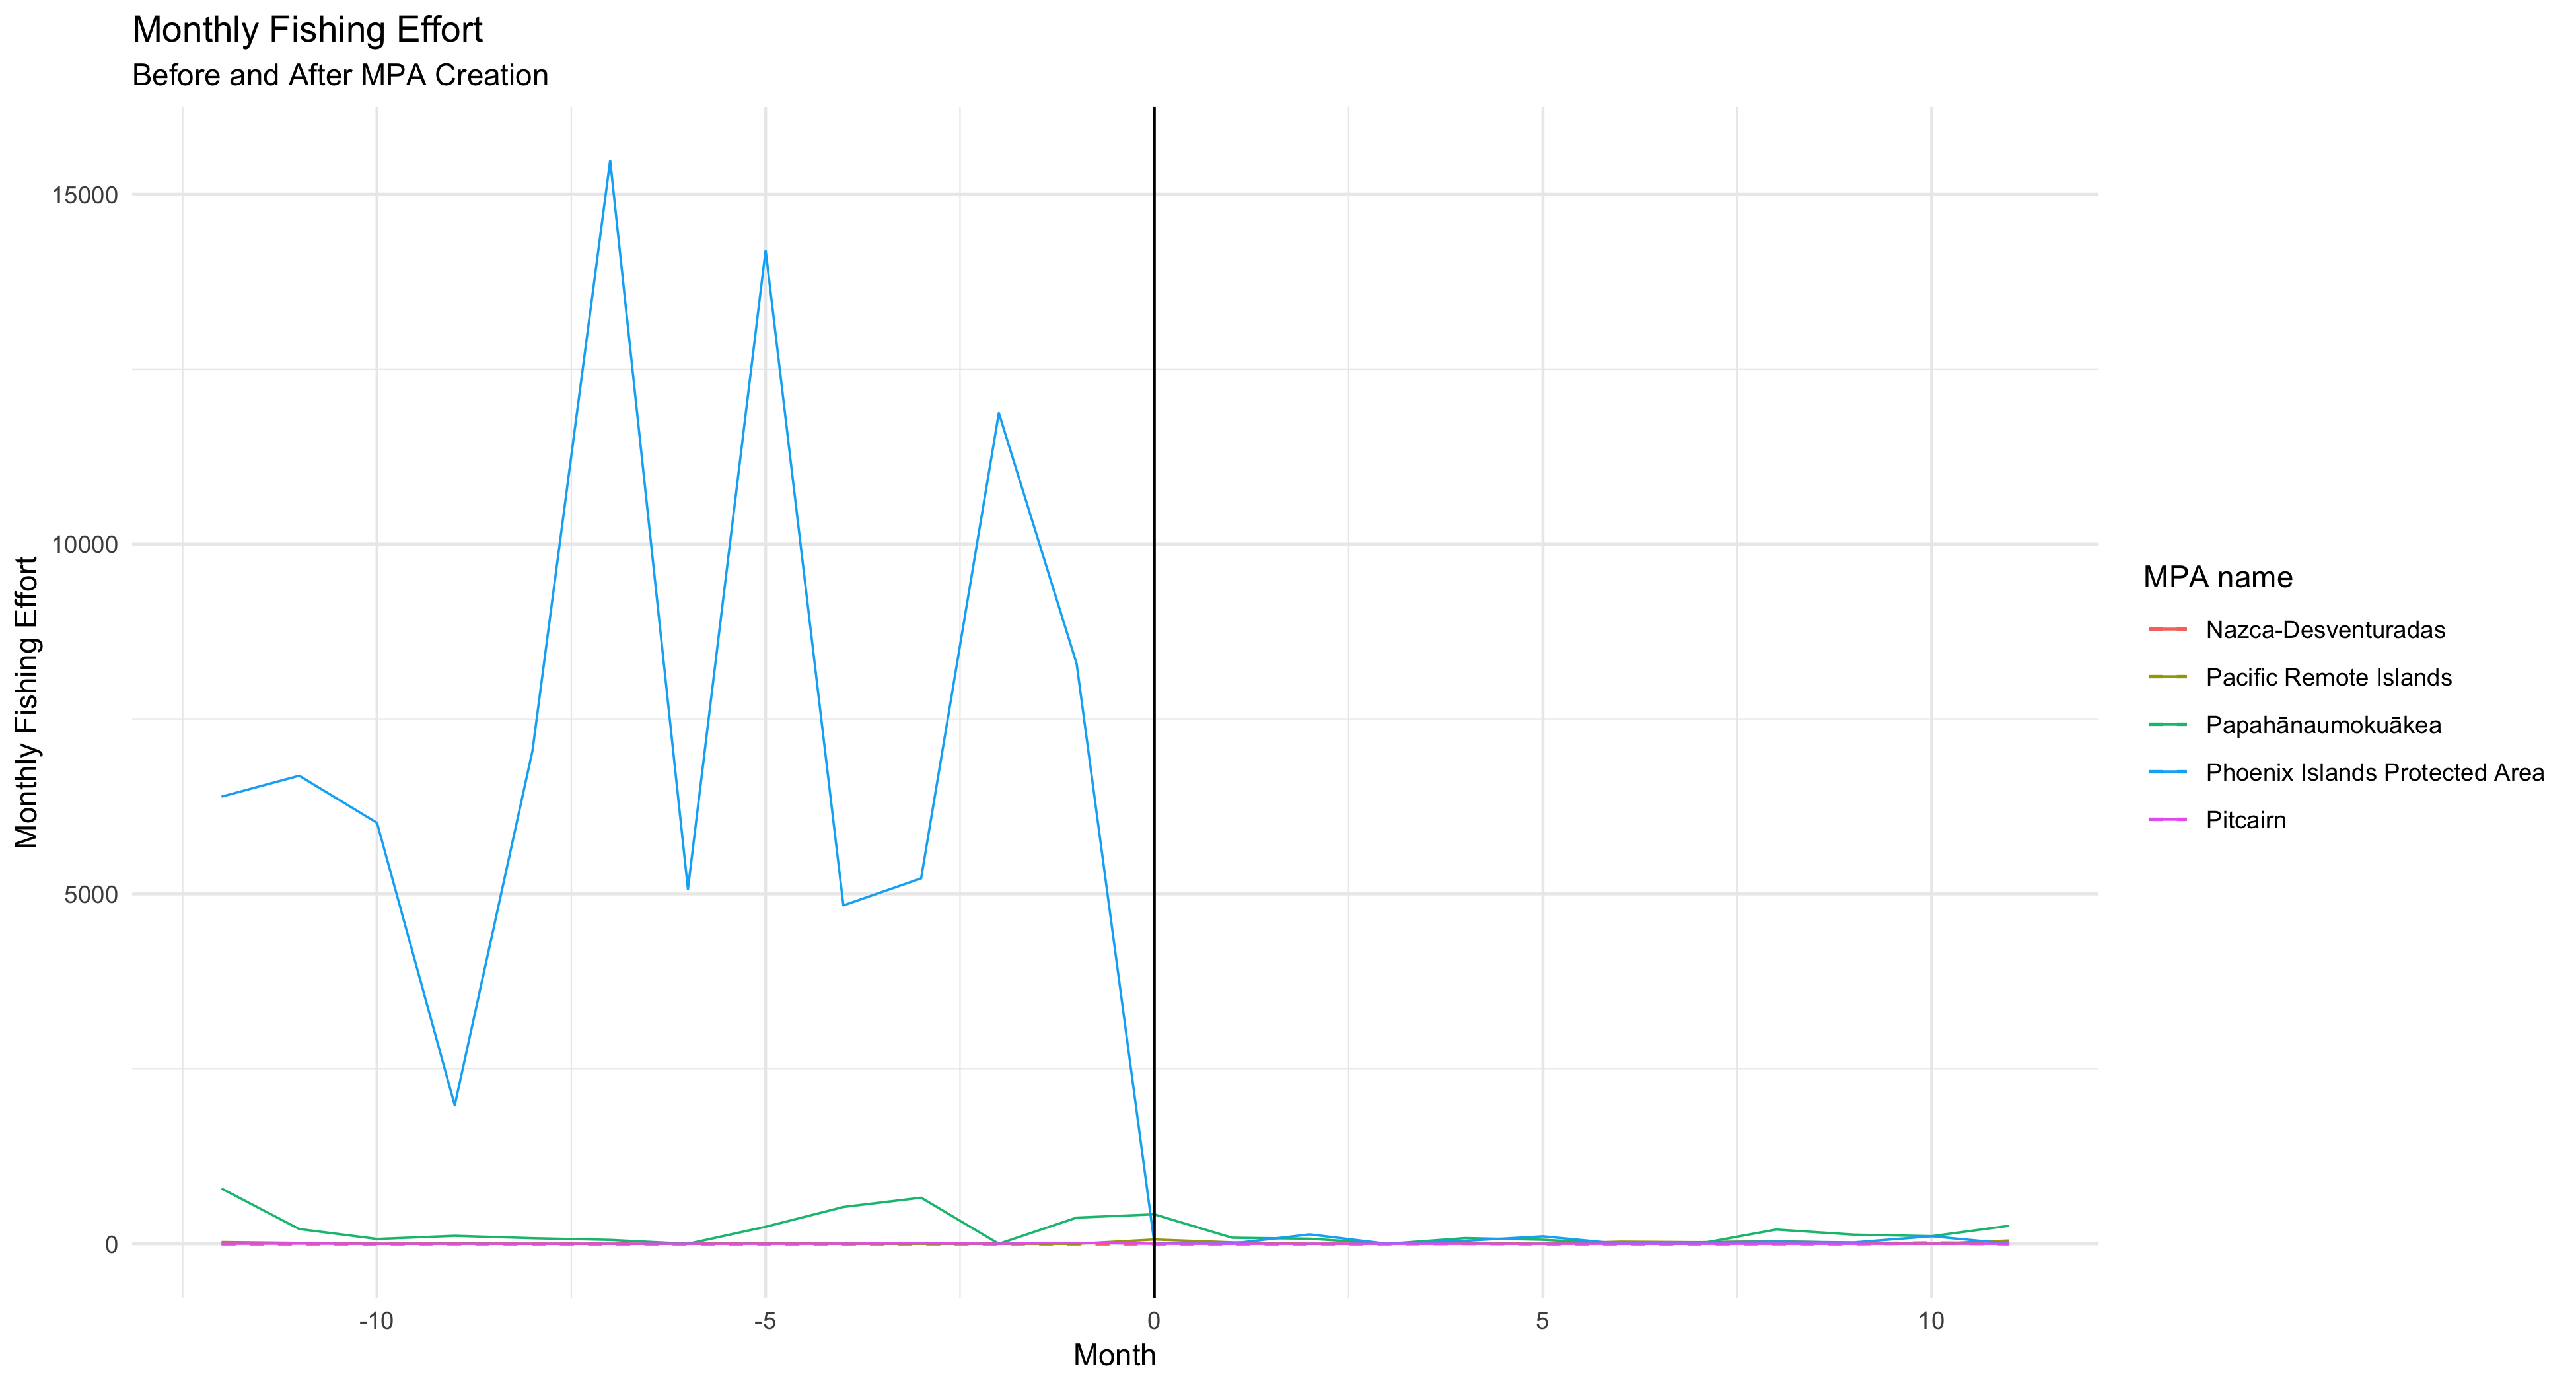 Monthly Fishing Effort
Before and After MPA Creation
Monthly Fishing Effort
15000
10000
5000
0
-10
-5
0
5
10
Month
MPA name
Nazca-Desventuradas
Pacific Remote Islands
Papahānaumokuākea
Phoenix Islands Protected Area
Pitcairn